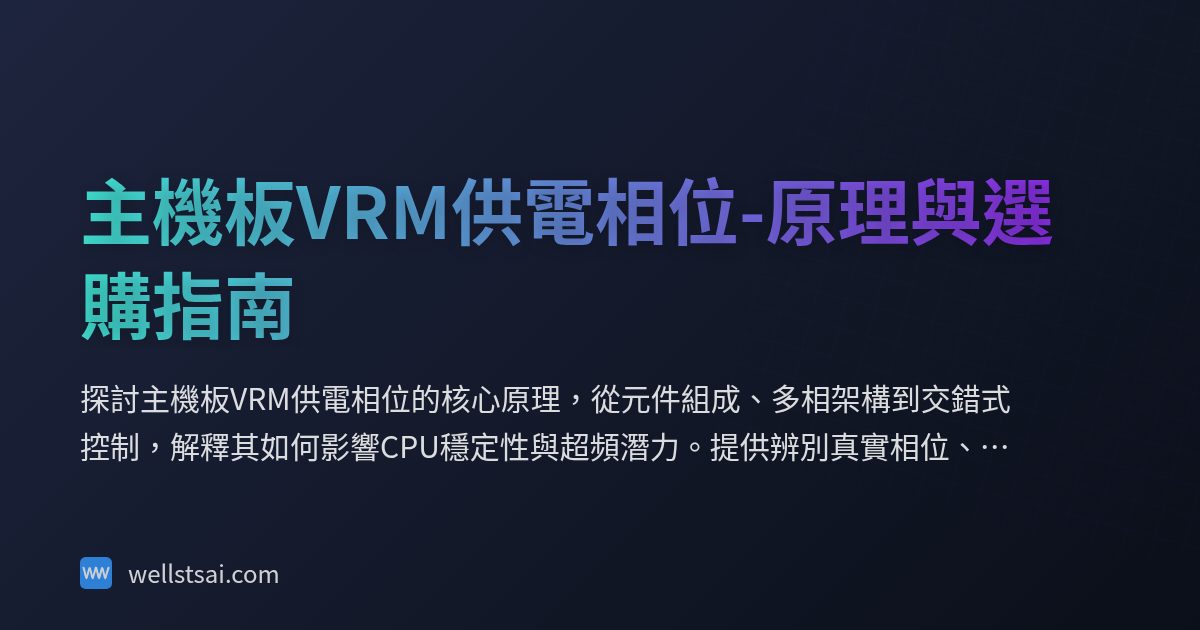 主機板VRM供電相位-原理與選
購指南
探討主機板VRM供電相位的核心原理，從元件組成、多相架構到交錯式
控制，解釋其如何影響CPU穩定性與超頻潛力。提供辨別真實相位、…
wellstsai.com